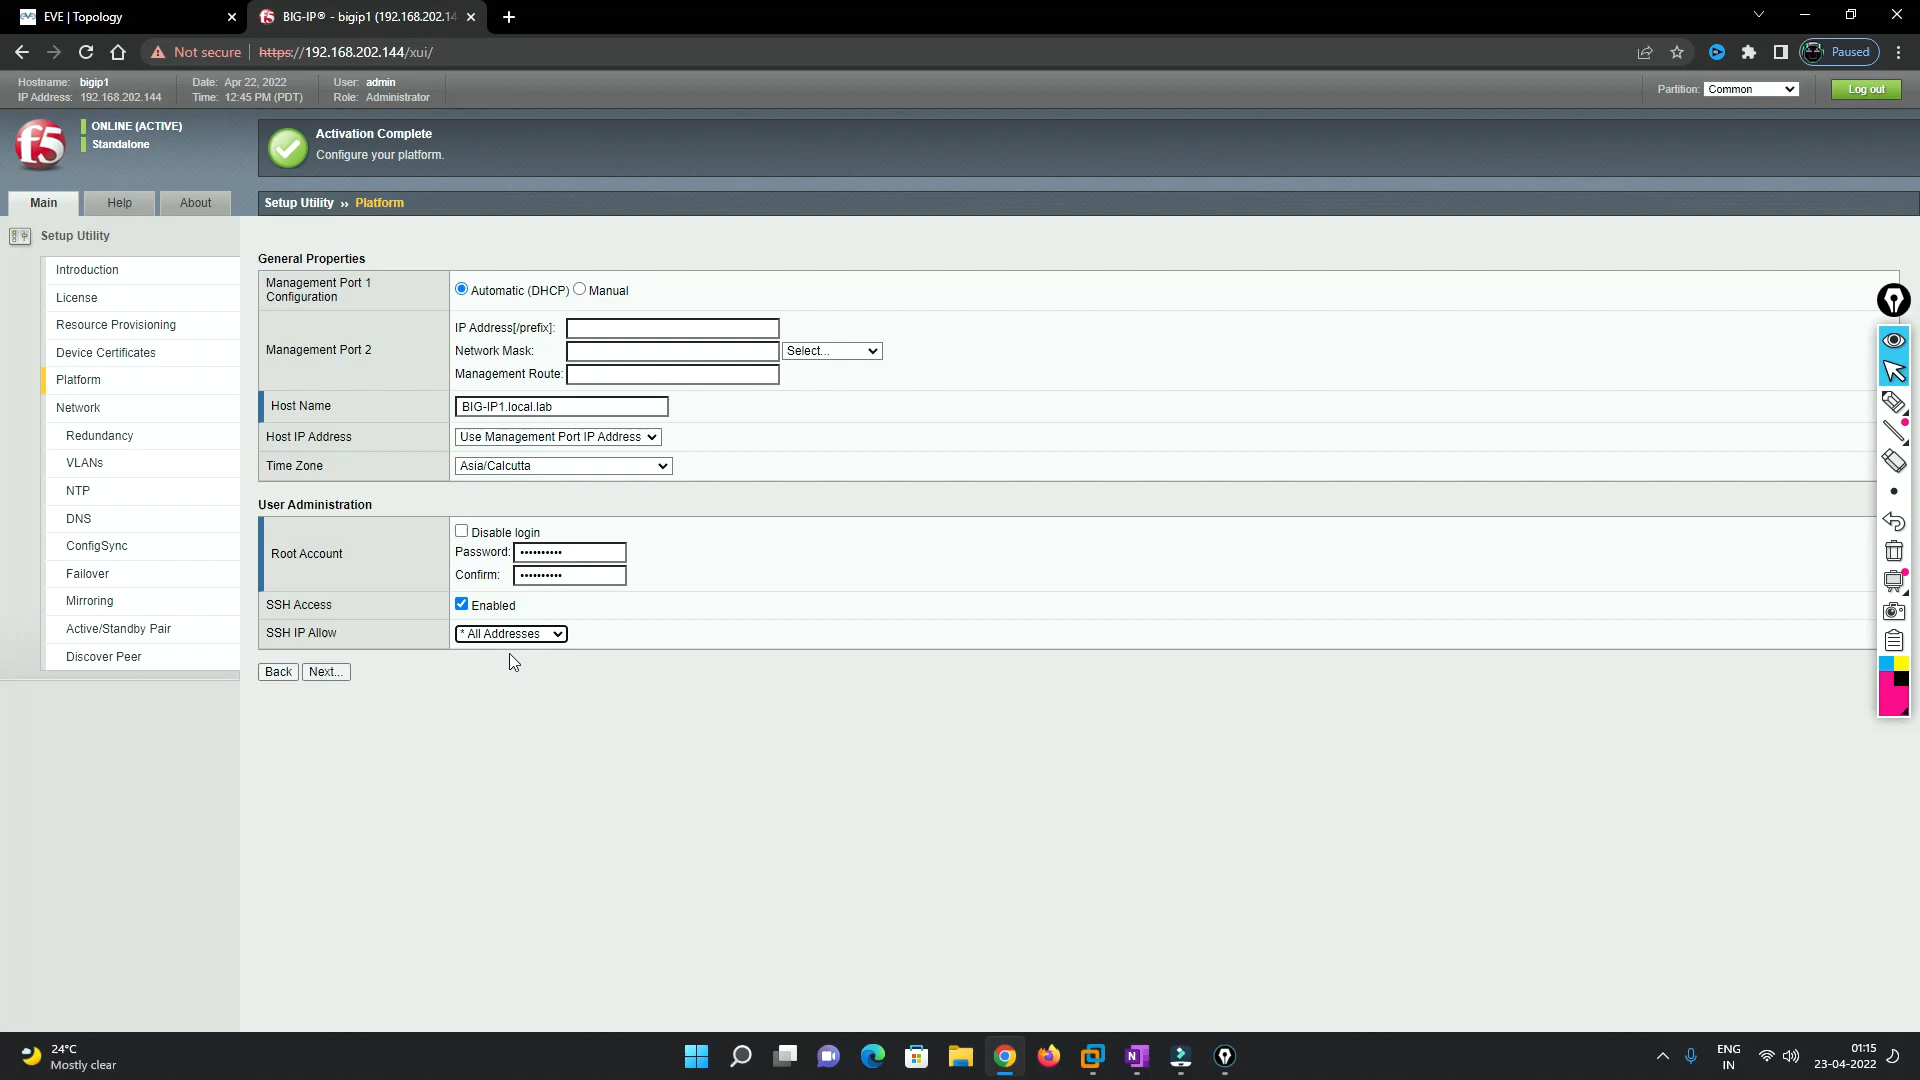 EVE | Topology
BIG-IP® - bigip1 (192.168.202.14
Not secure
https://192.168.202.144/xui/
Paused
Hostname: bigip1
IP Address: 192.168.202.144
Date: Apr 22, 2022
Time: 12:45 PM (PDT)
User: admin
Role: Administrator
Partition: Common
Log out
f5
ONLINE (ACTIVE)
Standalone
Activation Complete
Configure your platform.
Main
Help
About
Setup Utility ›› Platform
Setup Utility
Introduction
License
Resource Provisioning
Device Certificates
Platform
Network
Redundancy
VLANs
NTP
DNS
ConfigSync
Failover
Mirroring
Active/Standby Pair
Discover Peer
General Properties
Management Port 1
Configuration
Automatic (DHCP) Manual
Management Port 2
IP Address[/prefix]:
Network Mask: Select...
Management Route:
Host Name BIG-IP1.local.lab
Host IP Address Use Management Port IP Address
Time Zone Asia/Calcutta
User Administration
Root Account
Disable login
Password: ••••••••••
Confirm: ••••••••••
SSH Access Enabled
SSH IP Allow * All Addresses
Back Next...
24°C
Mostly clear
N
ENG
IN
01:15
23-04-2022